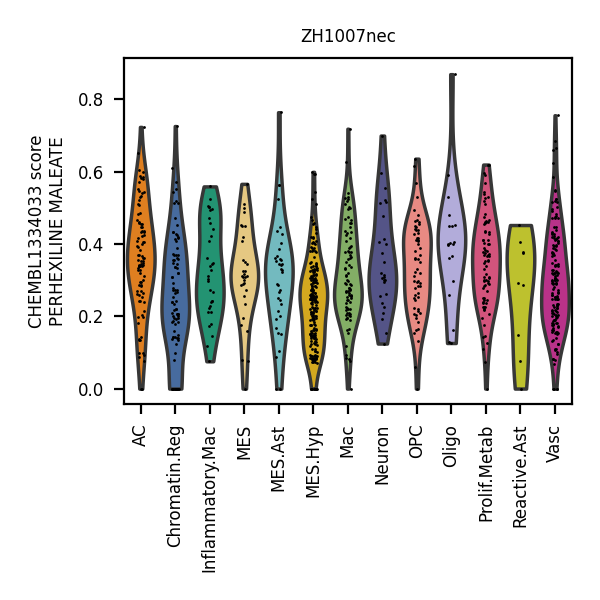 ZH1007nec
CHEMBL1334033 score
PERHEXILINE MALEATE
0.8
0.6
0.4
0.2
0.0
AC
Chromatin.Reg
Inflammatory.Mac
MES
MES.Ast
MES.Hyp
Mac
Neuron
OPC
Oligo
Prolif.Metab
Reactive.Ast
Vasc